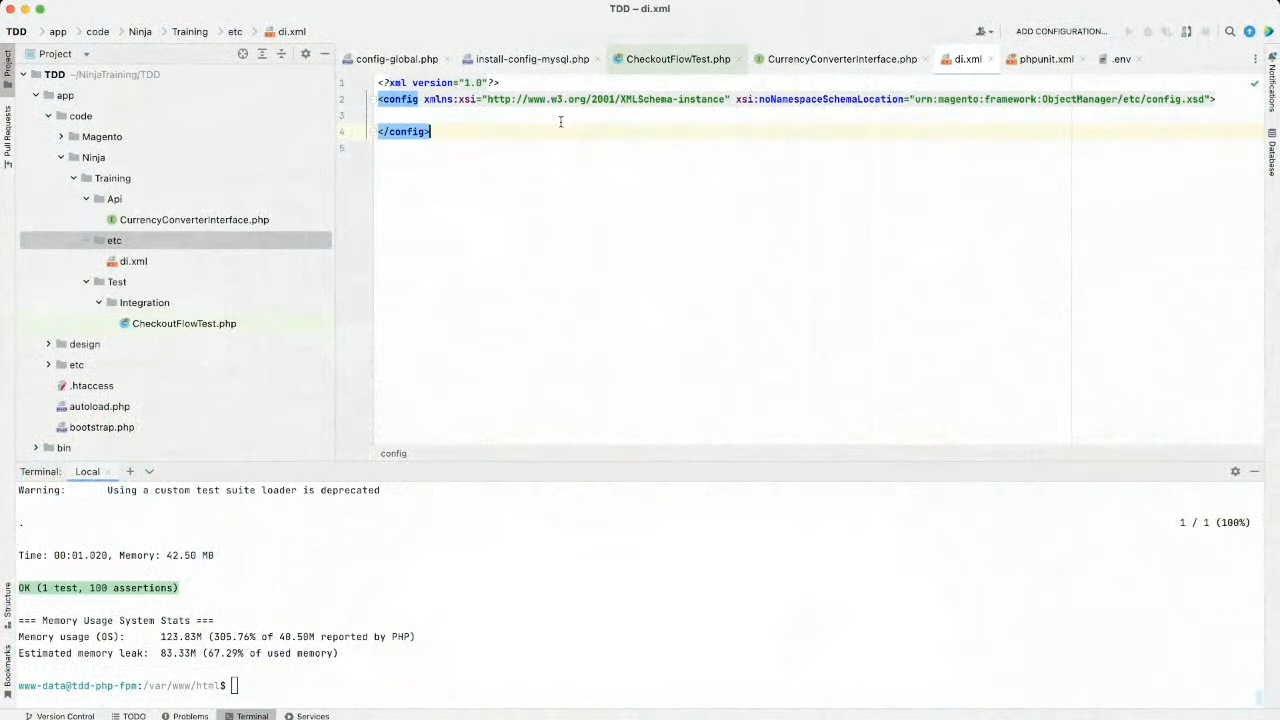 TDD – di.xml
TDD app code Ninja Training etc di.xml
ADD CONFIGURATION...
Project
config-global.php install-config-mysql.php CheckoutFlowTest.php CurrencyConverterInterface.php di.xml phpunit.xml .env
TDD ~/NinjaTraining/TDD
app
code
Magento
Ninja
Training
Api
CurrencyConverterInterface.php
etc
di.xml
Test
Integration
CheckoutFlowTest.php
design
etc
.htaccess
autoload.php
bootstrap.php
bin
1 <?xml version="1.0"?>
2 <config xmlns:xsi="http://www.w3.org/2001/XMLSchema-instance" xsi:noNamespaceSchemaLocation="urn:magento:framework:ObjectManager/etc/config.xsd">
3
4 </config>
5
config
Project
Pull Requests
Structure
Bookmarks
Notifications
Database
Terminal: Local
Warning: Using a custom test suite loader is deprecated
. 1 / 1 (100%)
Time: 00:01.020, Memory: 42.50 MB
OK (1 test, 100 assertions)
=== Memory Usage System Stats ===
Memory usage (OS): 123.83M (305.76% of 40.50M reported by PHP)
Estimated memory leak: 83.33M (67.29% of used memory)
www-data@tdd-php-fpm:/var/www/html$
Version Control TODO Problems Terminal Services